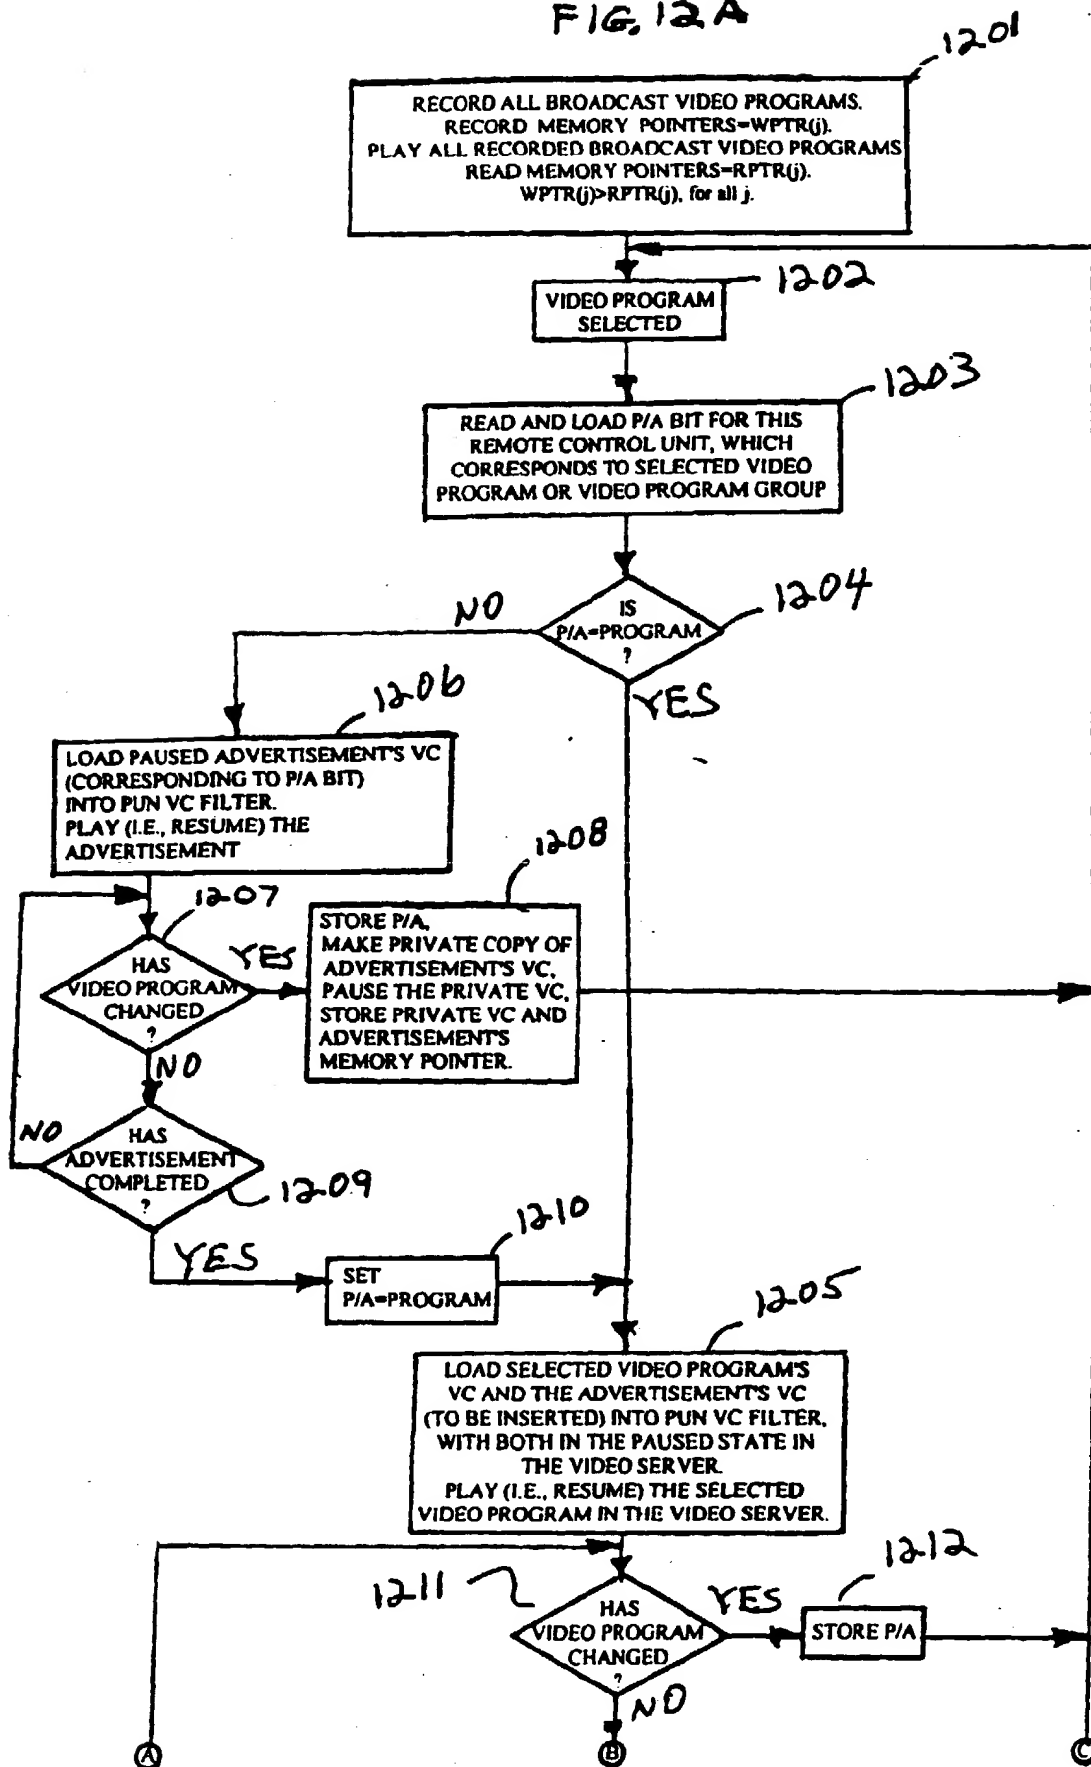 FIG. 12A
1201
RECORD ALL BROADCAST VIDEO PROGRAMS.
RECORD MEMORY POINTERS=WPTR(j).
PLAY ALL RECORDED BROADCAST VIDEO PROGRAMS
READ MEMORY POINTERS=RPTR(j).
WPTR(j)>RPTR(j), for all j.
1202
VIDEO PROGRAM
SELECTED
1203
READ AND LOAD P/A BIT FOR THIS
REMOTE CONTROL UNIT, WHICH
CORRESPONDS TO SELECTED VIDEO
PROGRAM OR VIDEO PROGRAM GROUP
1204
IS
P/A=PROGRAM
?
NO
YES
1206
LOAD PAUSED ADVERTISEMENT'S VC
(CORRESPONDING TO P/A BIT)
INTO PUN VC FILTER.
PLAY (I.E., RESUME) THE
ADVERTISEMENT
1207
HAS
VIDEO PROGRAM
CHANGED
?
YES
NO
1208
STORE P/A,
MAKE PRIVATE COPY OF
ADVERTISEMENT'S VC,
PAUSE THE PRIVATE VC,
STORE PRIVATE VC AND
ADVERTISEMENT'S
MEMORY POINTER.
NO
HAS
ADVERTISEMENT
COMPLETED
?
1209
YES
1210
SET
P/A=PROGRAM
1205
LOAD SELECTED VIDEO PROGRAM'S
VC AND THE ADVERTISEMENT'S VC
(TO BE INSERTED) INTO PUN VC FILTER,
WITH BOTH IN THE PAUSED STATE IN
THE VIDEO SERVER.
PLAY (I.E., RESUME) THE SELECTED
VIDEO PROGRAM IN THE VIDEO SERVER.
1211
HAS
VIDEO PROGRAM
CHANGED
?
YES
NO
1212
STORE P/A
A
B
C